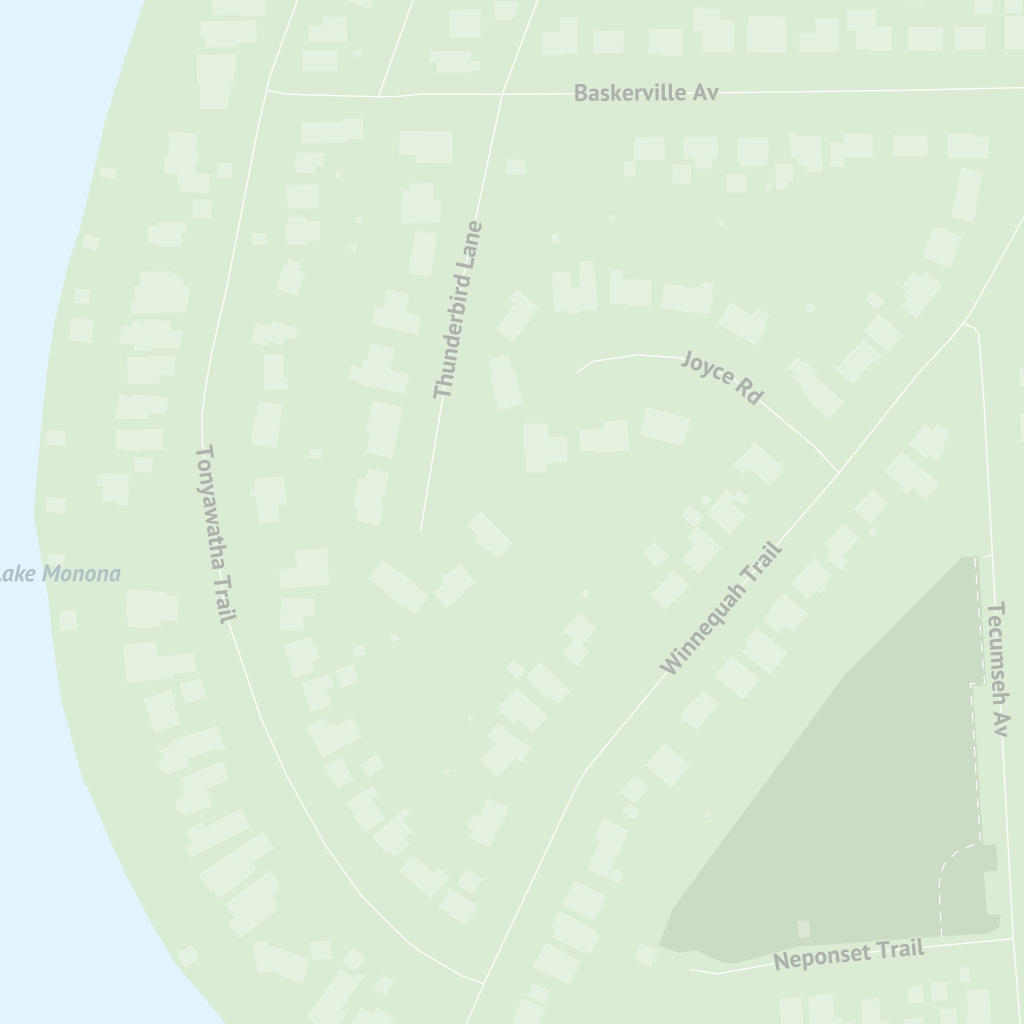 Baskerville Av
Thunderbird Lane
Joyce Rd
Tonyawatha Trail
ake Monona
Winnequah Trail
Tecumseh Av
Neponset Trail